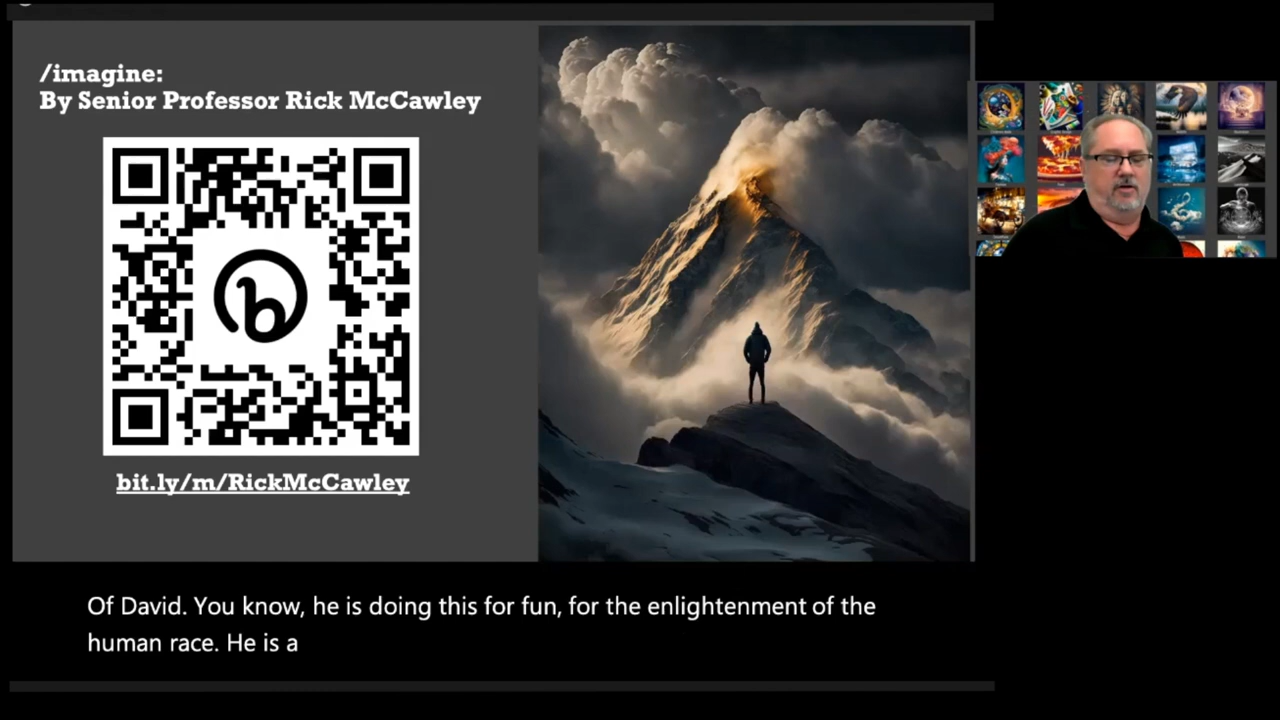 /imagine:
By Senior Professor Rick McCawley
b
bit.ly/m/RickMcCawley
Of David. You know, he is doing this for fun, for the enlightenment of the
human race. He is a